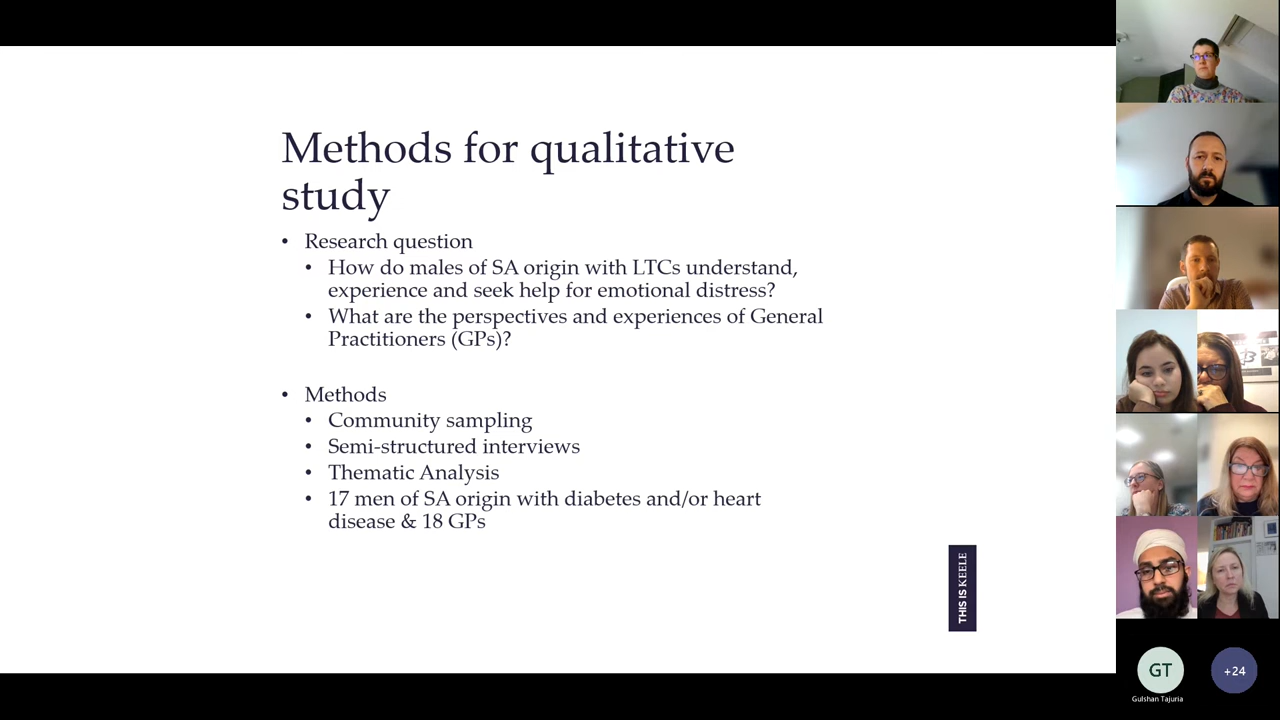 Methods for qualitative
study
• Research question
• How do males of SA origin with LTCs understand,
experience and seek help for emotional distress?
• What are the perspectives and experiences of General
Practitioners (GPs)?
• Methods
• Community sampling
• Semi-structured interviews
• Thematic Analysis
• 17 men of SA origin with diabetes and/or heart
disease & 18 GPs
THIS IS KEELE
GT
+24
Gulshan Tajuria